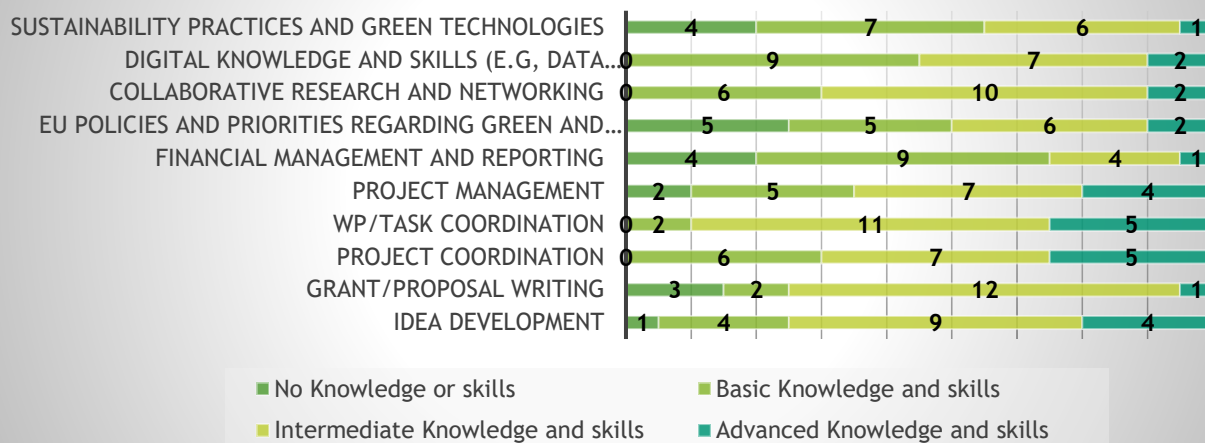 SUSTAINABILITY PRACTICES AND GREEN TECHNOLOGIES 4 7 6 1
DIGITAL KNOWLEDGE AND SKILLS (E.G, DATA… 0 9 7 2
COLLABORATIVE RESEARCH AND NETWORKING 0 6 10 2
EU POLICIES AND PRIORITIES REGARDING GREEN AND… 5 5 6 2
FINANCIAL MANAGEMENT AND REPORTING 4 9 4 1
PROJECT MANAGEMENT 2 5 7 4
WP/TASK COORDINATION 0 2 11 5
PROJECT COORDINATION 0 6 7 5
GRANT/PROPOSAL WRITING 3 2 12 1
IDEA DEVELOPMENT 1 4 9 4
No Knowledge or skills Basic Knowledge and skills
Intermediate Knowledge and skills Advanced Knowledge and skills